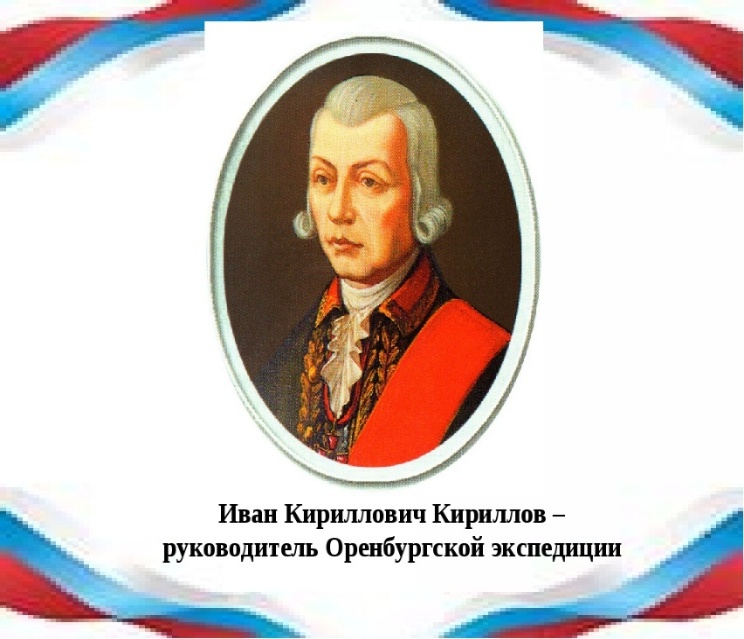 Иван Кириллович Кириллов –
руководитель Оренбургской экспедиции